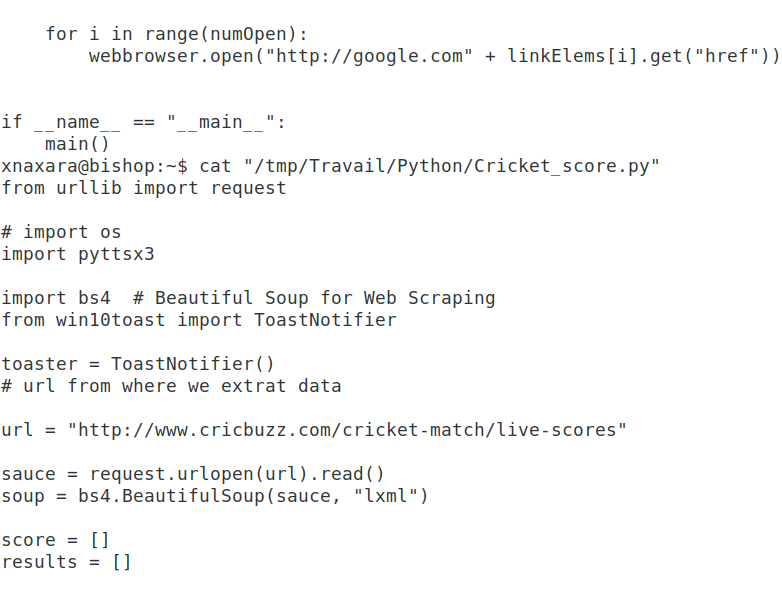 for i in range(numOpen):
        webbrowser.open("http://google.com" + linkElems[i].get("href"))
if __name__ == "__main__":
    main()
xnaxara@bishop:~$ cat "/tmp/Travail/Python/Cricket_score.py"
from urllib import request
# import os
import pyttsx3
import bs4  # Beautiful Soup for Web Scraping
from win10toast import ToastNotifier
toaster = ToastNotifier()
# url from where we extrat data
url = "http://www.cricbuzz.com/cricket-match/live-scores"
sauce = request.urlopen(url).read()
soup = bs4.BeautifulSoup(sauce, "lxml")
score = []
results = []